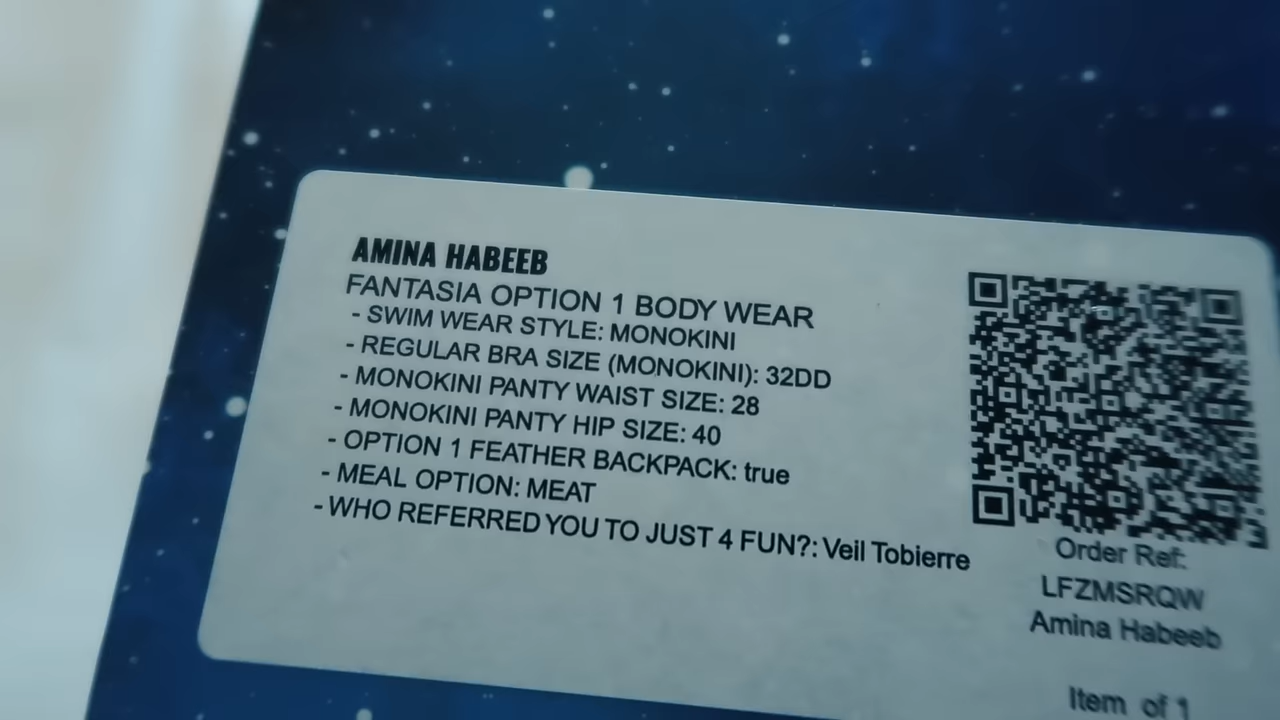 AMINA HABEEB
FANTASIA OPTION 1 BODY WEAR
- SWIM WEAR STYLE: MONOKINI
- REGULAR BRA SIZE (MONOKINI): 32DD
- MONOKINI PANTY WAIST SIZE: 28
- MONOKINI PANTY HIP SIZE: 40
- OPTION 1 FEATHER BACKPACK: true
- MEAL OPTION: MEAT
- WHO REFERRED YOU TO JUST 4 FUN?: Veil Tobierre
Order Ref:
LFZMSRQW
Amina Habeeb
Item of 1